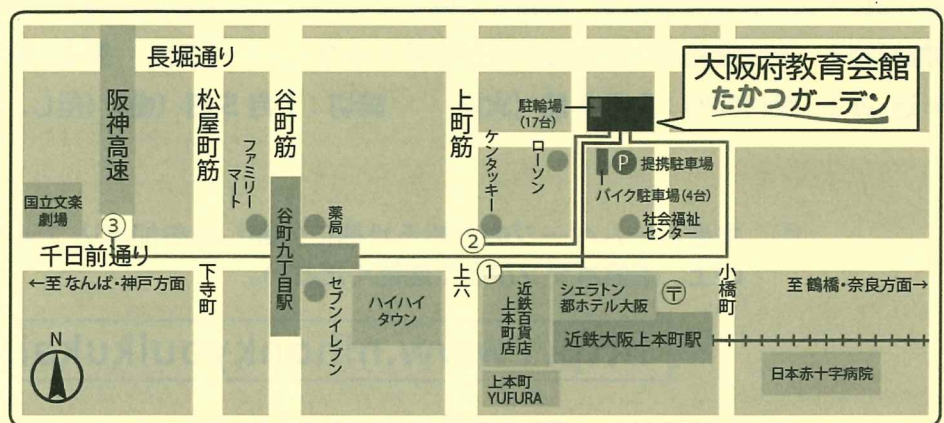 長堀通り
阪神高速
松屋町筋
谷町筋
上町筋
大阪府教育会館
たかつガーデン
駐輪場
(17台)
ケンタッキー
ローソン
P
提携駐車場
バイク駐車場(4台)
社会福祉
センター
ファミリー
マート
薬局
国立文楽
劇場
谷町九丁目駅
3
2
1
千日前通り
←至 なんば・神戸方面
下寺町
セブンイレブン
ハイハイ
タウン
上六
近鉄百貨店
上本町店
シェラトン
都ホテル大阪
〒
近鉄大阪上本町駅
小橋町
至 鶴橋・奈良方面→
日本赤十字病院
上本町
YUFURA
N